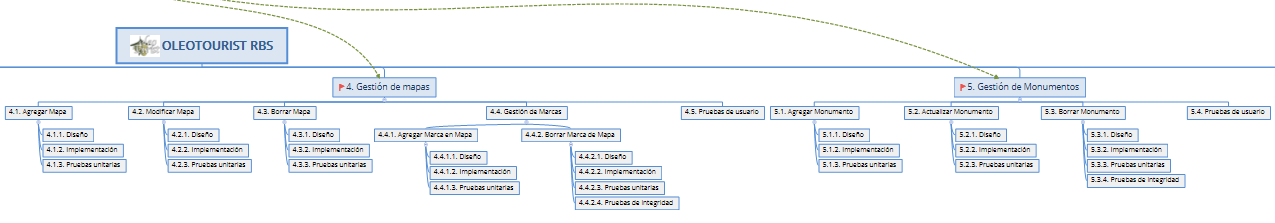 OLEOTOURIST RBS
4. Gestión de mapas
5. Gestión de Monumentos
4.1. Agregar Mapa
4.2. Modificar Mapa
4.3. Borrar Mapa
4.4. Gestión de Marcas
4.5. Pruebas de usuario
5.1. Agregar Monumento
5.2. Actualizar Monumento
5.3. Borrar Monumento
5.4. Pruebas de usuario
4.1.1. Diseño
4.1.2. Implementación
4.1.3. Pruebas unitarias
4.2.1. Diseño
4.2.2. Implementación
4.2.3. Pruebas unitarias
4.3.1. Diseño
4.3.2. Implementación
4.3.3. Pruebas unitarias
4.4.1. Agregar Marca en Mapa
4.4.1.1. Diseño
4.4.1.2. Implementación
4.4.1.3. Pruebas unitarias
4.4.2. Borrar Marca de Mapa
4.4.2.1. Diseño
4.4.2.2. Implementación
4.4.2.3. Pruebas unitarias
4.4.2.4. Pruebas de integridad
5.1.1. Diseño
5.1.2. Implementación
5.1.3. Pruebas unitarias
5.2.1. Diseño
5.2.2. Implementación
5.2.3. Pruebas unitarias
5.3.1. Diseño
5.3.2. Implementación
5.3.3. Pruebas unitarias
5.3.4. Pruebas de integridad